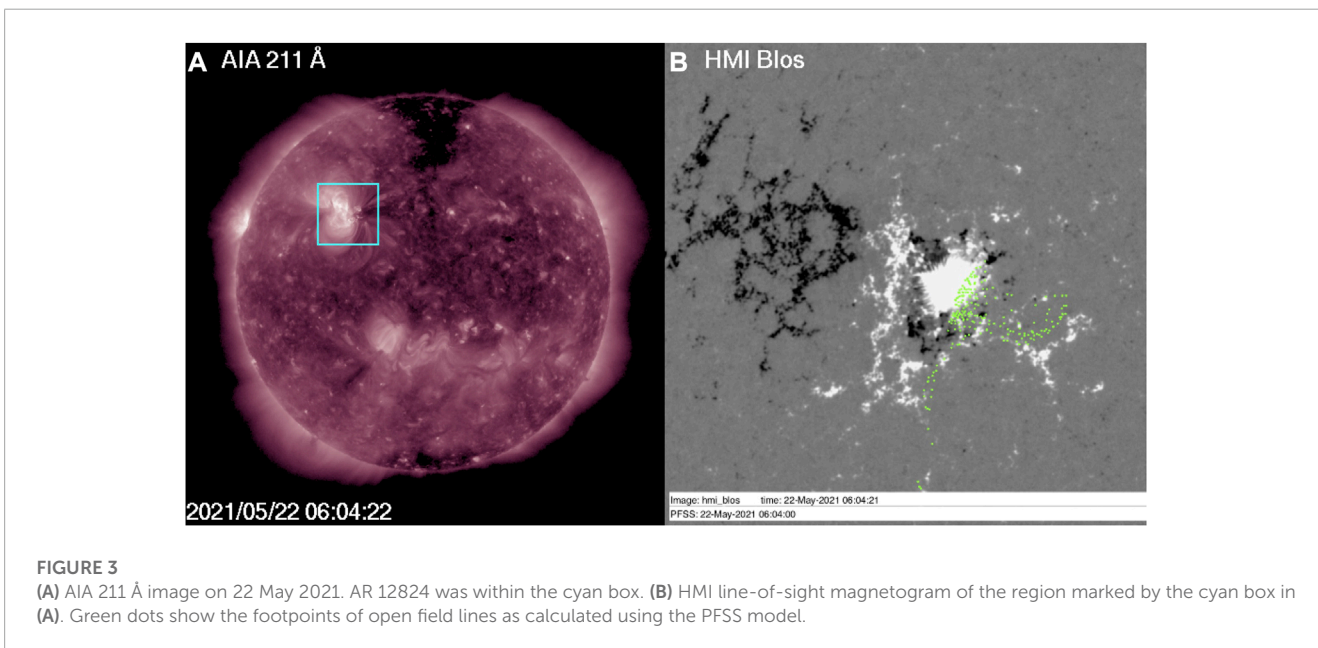 A AIA 211 Å
B HMI Blos
2021/05/22 06:04:22
Image: hmi_blos time: 22-May-2021 06:04:21
PFSS: 22-May-2021 06:04:00
FIGURE 3
(A) AIA 211 Å image on 22 May 2021. AR 12824 was within the cyan box. (B) HMI line-of-sight magnetogram of the region marked by the cyan box in
(A). Green dots show the footpoints of open field lines as calculated using the PFSS model.